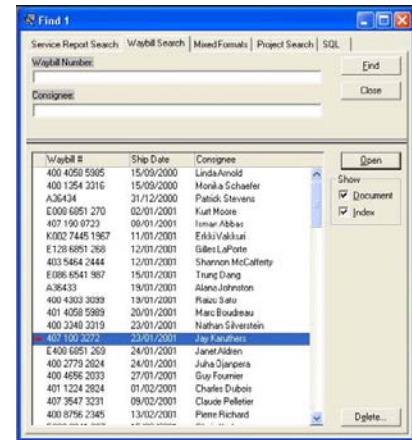 Find 1
Service Report Search Waybill Search Mixed Formats Project Search SQL
Waybill Number:
Find
Consignee:
Close
Waybill # Ship Date Consignee
Open
400 4058 5985 15/09/2000 Linda Arnold
Show
400 1354 3316 15/09/2000 Monika Schaefer
A36434 31/12/2000 Patrick Stevens
Document
E008 6851 270 02/01/2001 Kurt Moore
Index
407 190 8723 08/01/2001 Ismar Abbas
K002 7445 1967 11/01/2001 Erkki Vakkuri
E128 6851 268 12/01/2001 Gilles LaPorte
403 5464 2444 12/01/2001 Shannon McCafferty
E086 6541 987 15/01/2001 Trung Dang
A36433 19/01/2001 Alana Johnston
400 4303 3099 19/01/2001 Raizu Satu
401 4058 5989 20/01/2001 Marc Boudreau
400 3348 3319 23/01/2001 Nathan Silverstein
407 100 3272 23/01/2001 Jay Karuthers
E400 6851 269 24/01/2001 Janet Aldren
400 2779 2824 24/01/2001 Juha Ojanpera
400 4656 2033 27/01/2001 Guy Fournier
401 1224 2824 01/02/2001 Charles Dubois
407 3547 3231 09/02/2001 Claude Pelletier
400 8756 2345 13/02/2001 Pierre Richard
Delete...